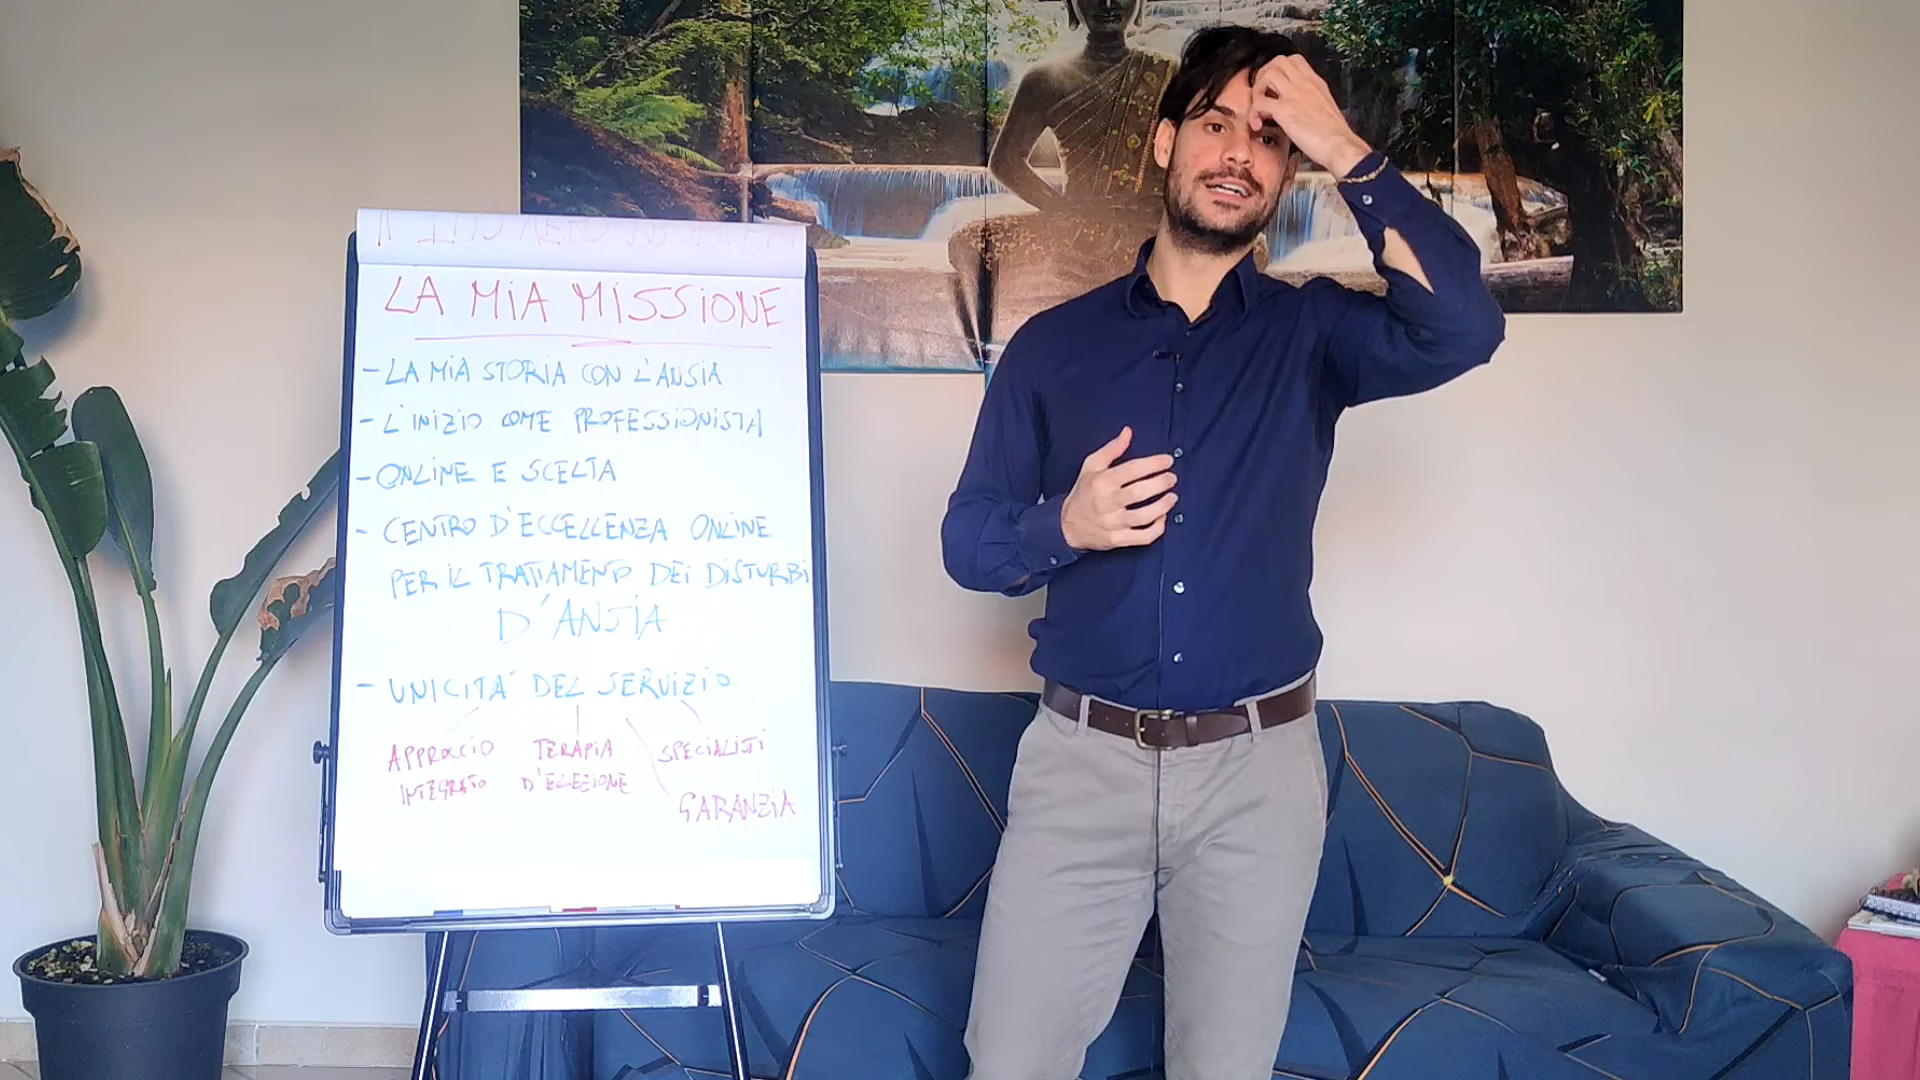 LA MIA MISSIONE
- LA MIA STORIA CON L'ANSIA
- L'INIZIO COME PROFESSIONISTA
- ONLINE E SCELTA
- CENTRO D'ECCELLENZA ONLINE
PER IL TRATTAMENTO DEI DISTURBI
D'ANSIA
- UNICITA' DEL SERVIZIO
APPROCCIO TERAPIA SPECIALISTI
INTEGRATO D'ELEZIONE
GARANZIA